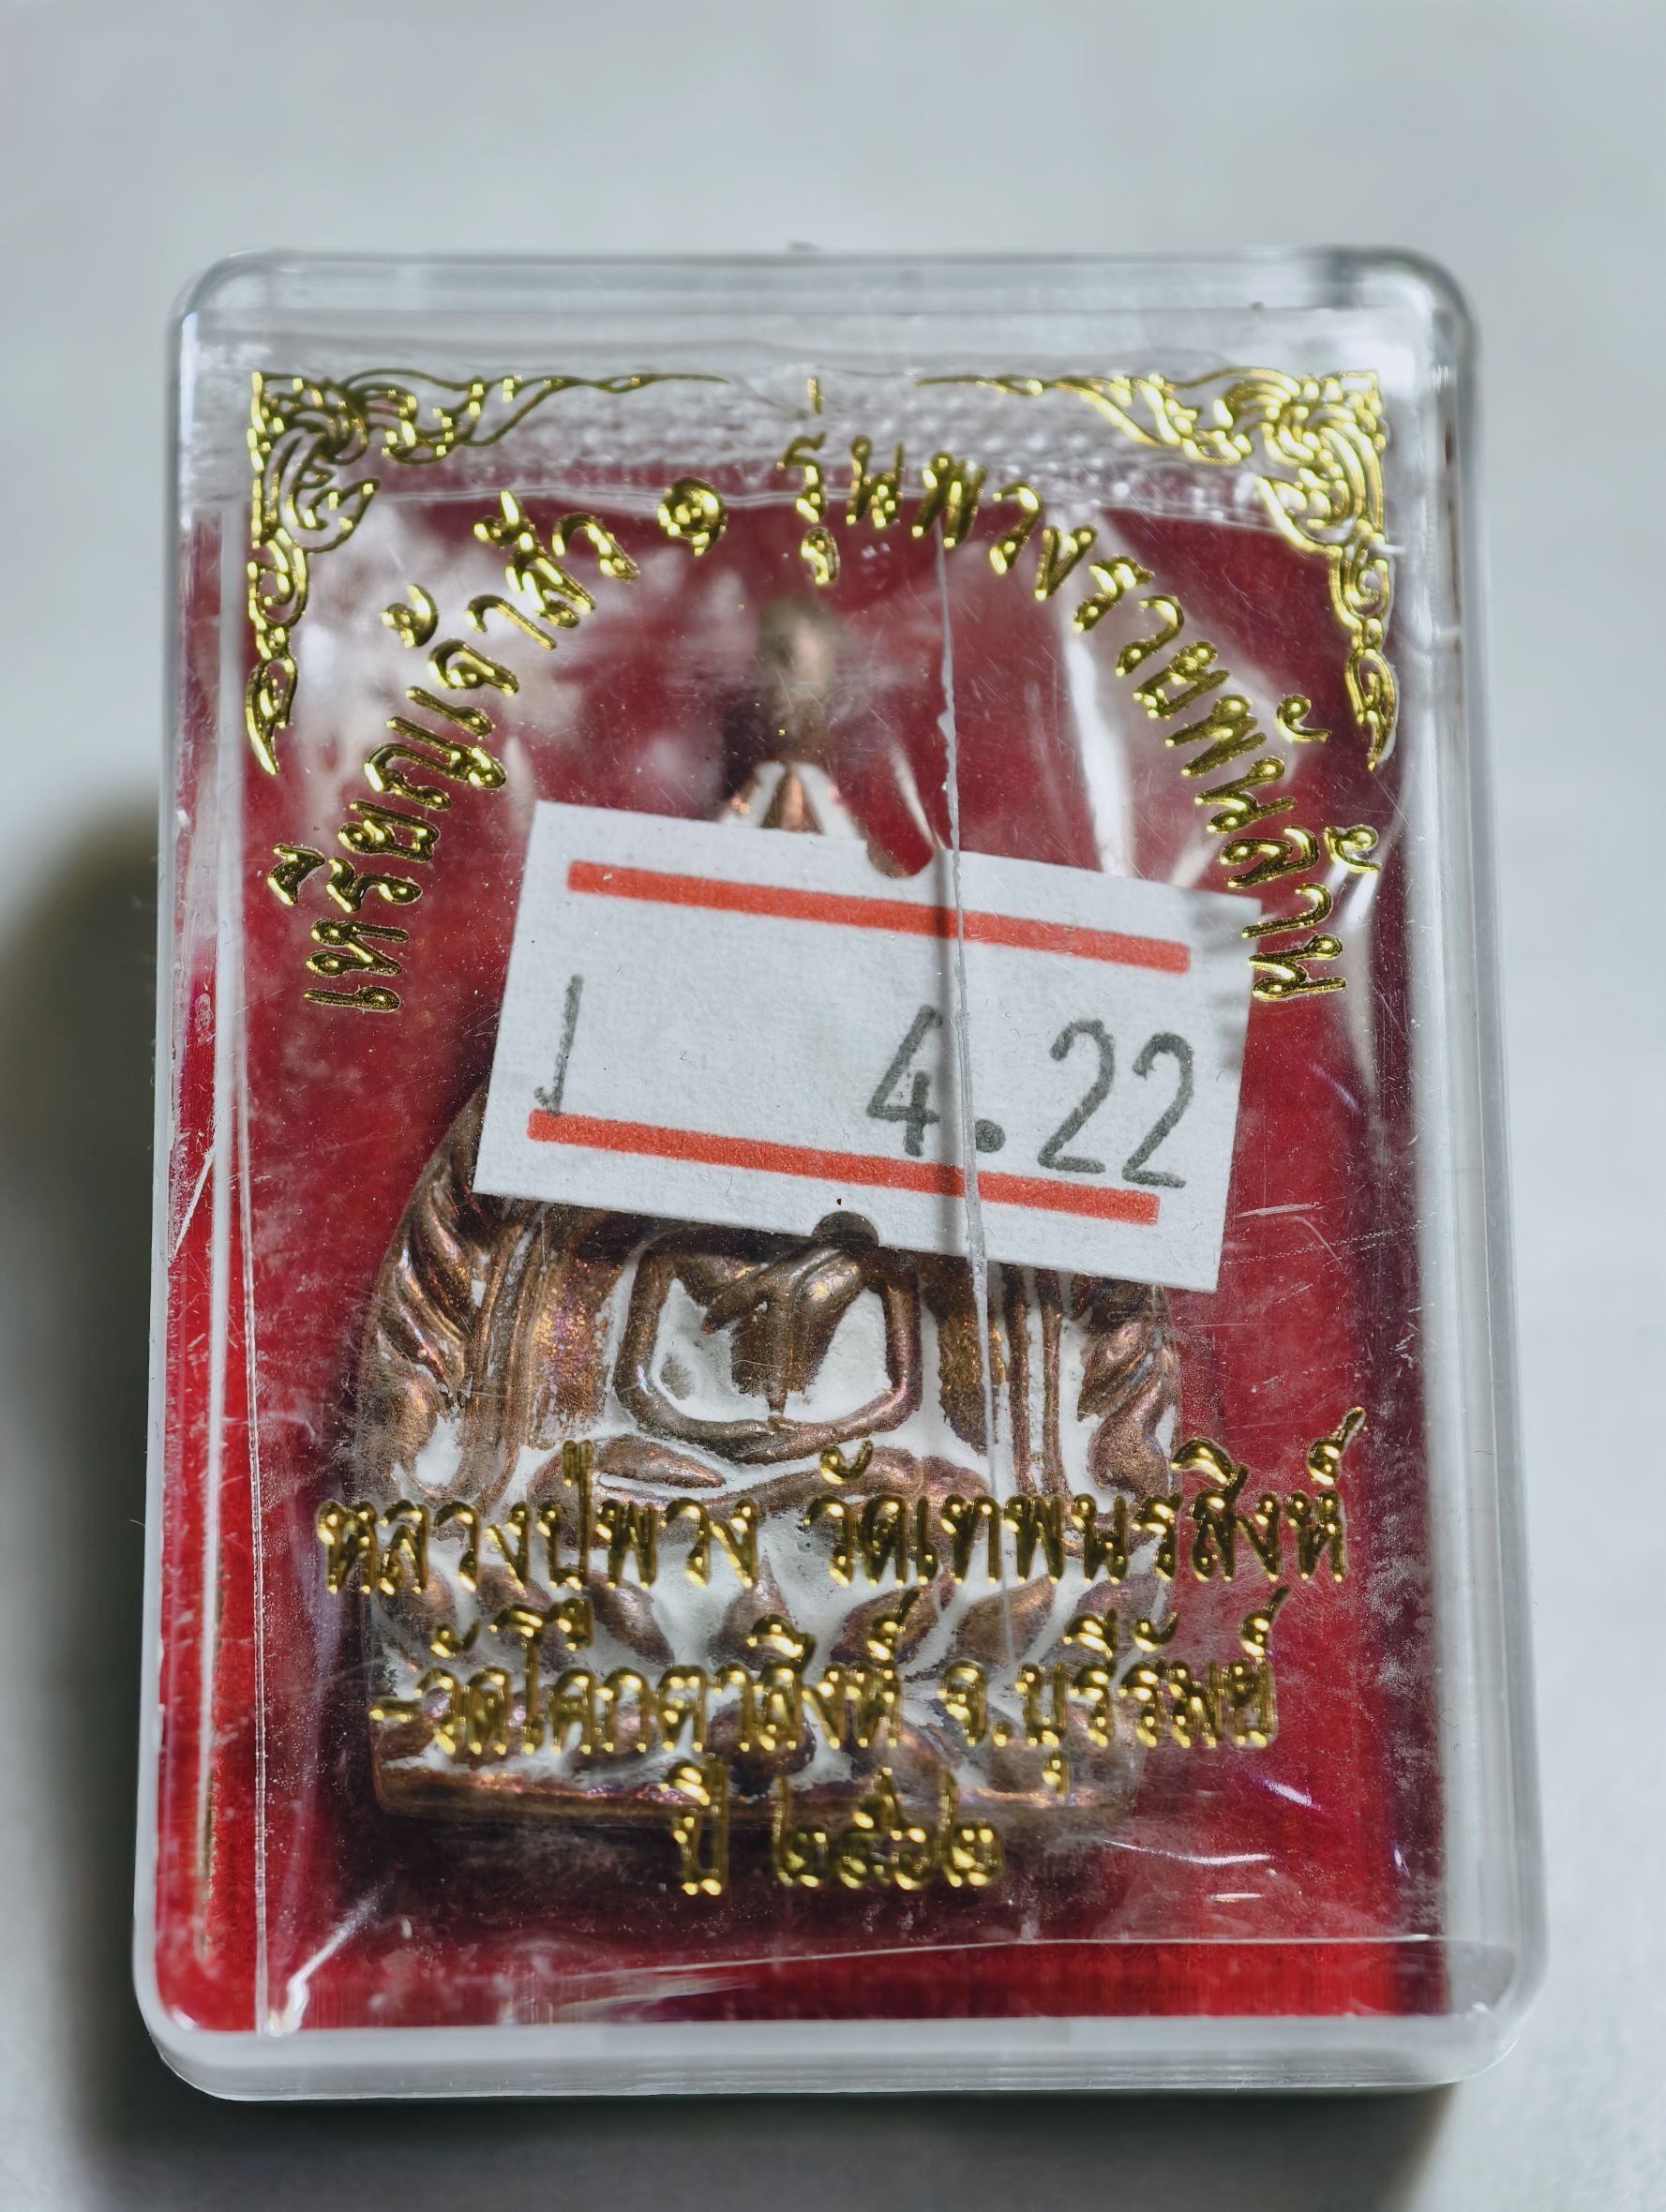 เหรียญเจ้าสัว ๑ รุ่นพวงรวยพันล้าน
4.22
หลวงปู่พวง วัดเทพนรสิงห์
-วัดโคกตาสิงห์ จ.บุรีรัมย์
ปี ๒๕๖๒